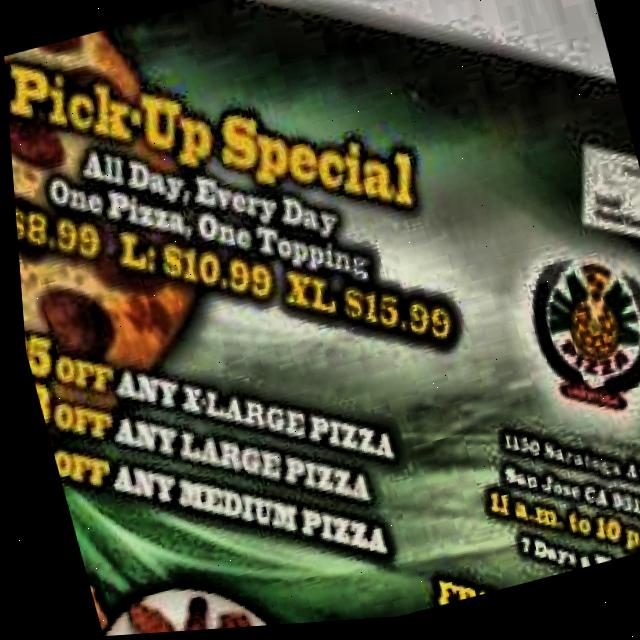 Pick-Up Special
All Day, Every Day
One Pizza, One Topping
$8.99 L: $10.99 XL $15.99
5 OFF ANY X-LARGE PIZZA
OFF ANY LARGE PIZZA
OFF ANY MEDIUM PIZZA
San Jose CA
11 a.m. to 10 p
7 Days